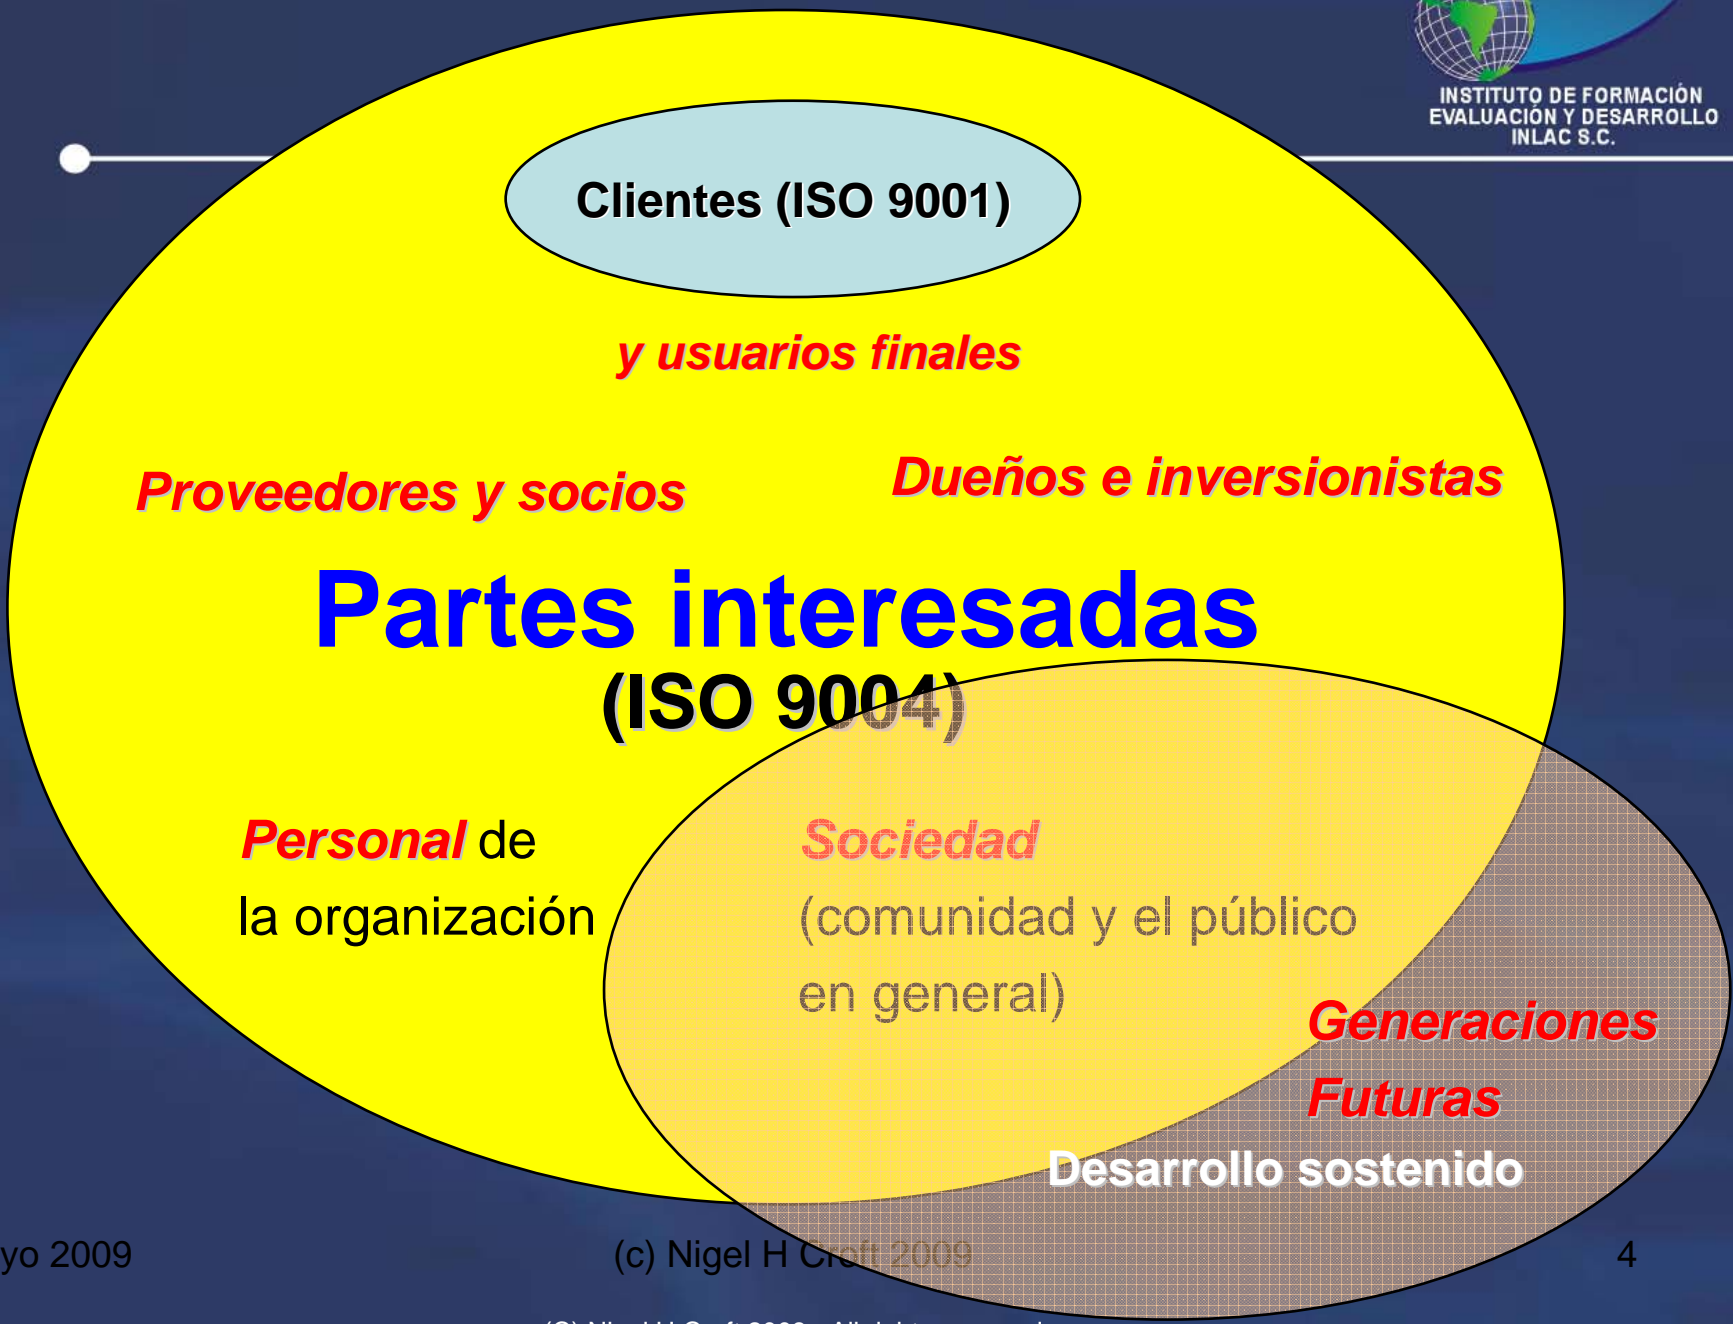 INSTITUTO DE FORMACIÓN
EVALUACIÓN Y DESARROLLO
INLAC S.C.
Clientes (ISO 9001)
y usuarios finales
Proveedores y socios
Dueños e inversionistas
Partes interesadas
(ISO 9004)
Personal de
la organización
Sociedad
(comunidad y el público
en general)
Generaciones
Futuras
Desarrollo sostenido
yo 2009
(c) Nigel H Croft 2009
4